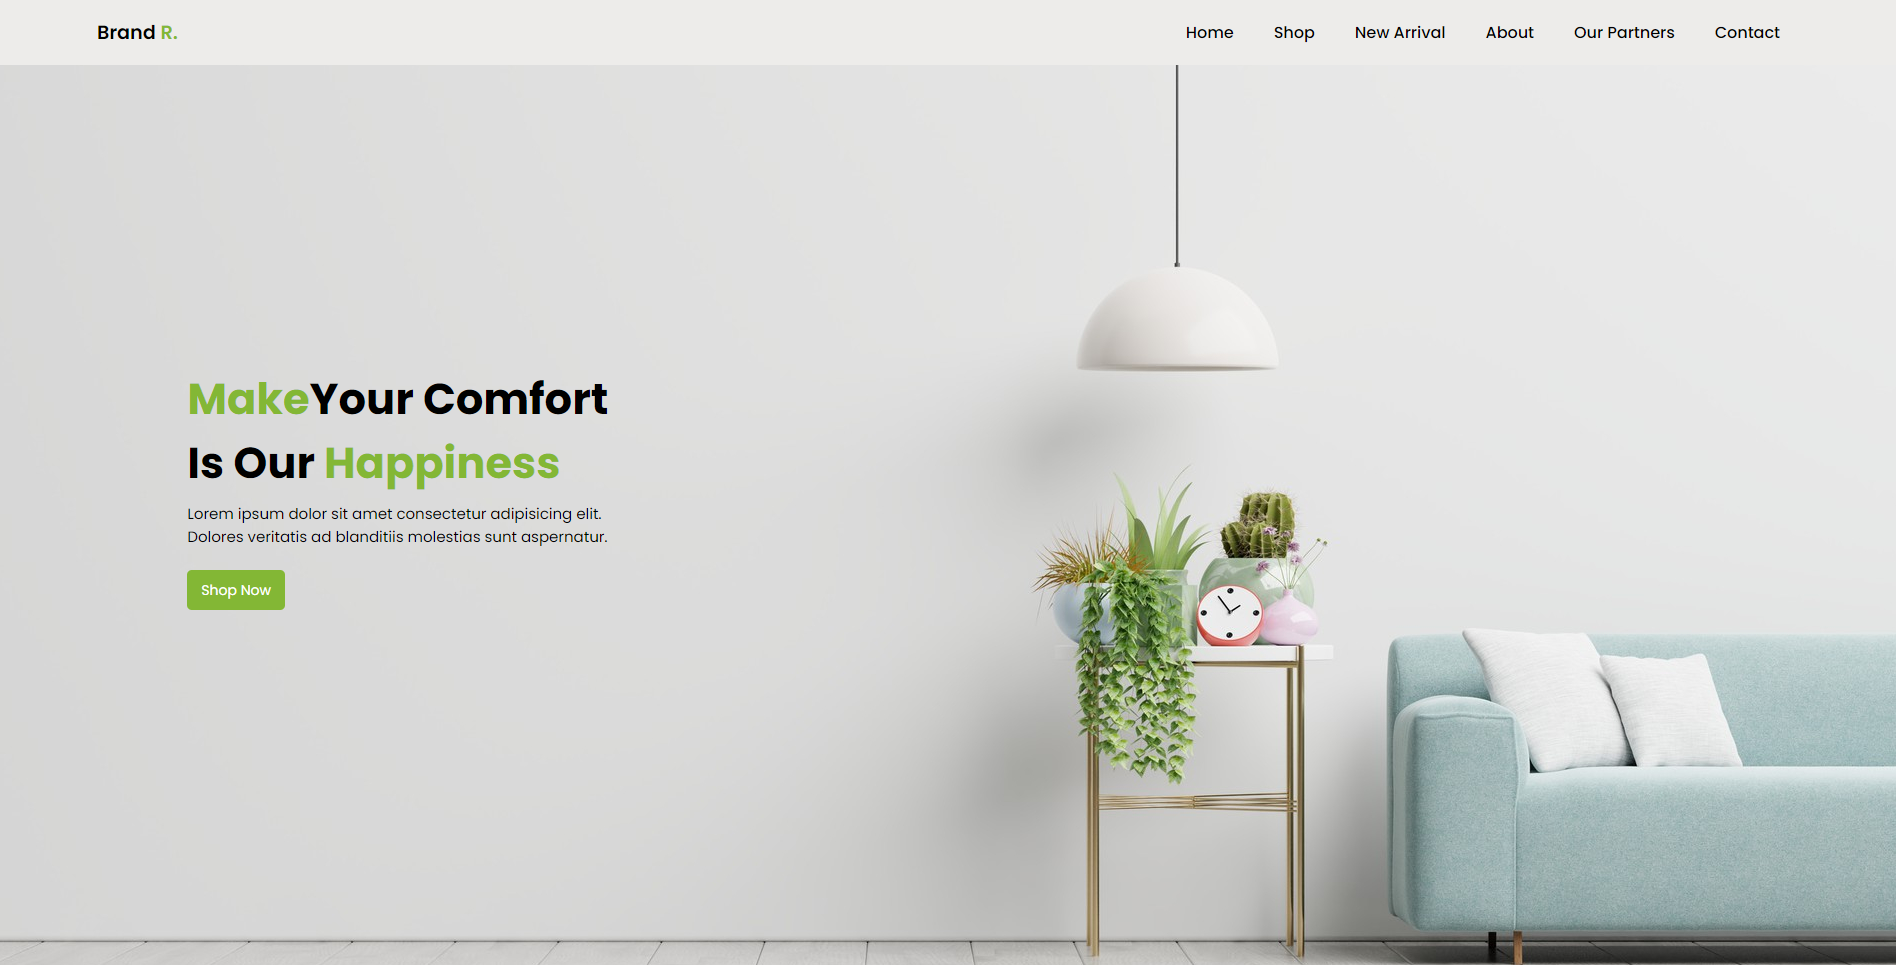 Brand R.
Home Shop New Arrival About Our Partners Contact
MakeYour Comfort
Is Our Happiness
Lorem ipsum dolor sit amet consectetur adipisicing elit.
Dolores veritatis ad blanditiis molestias sunt aspernatur.
Shop Now